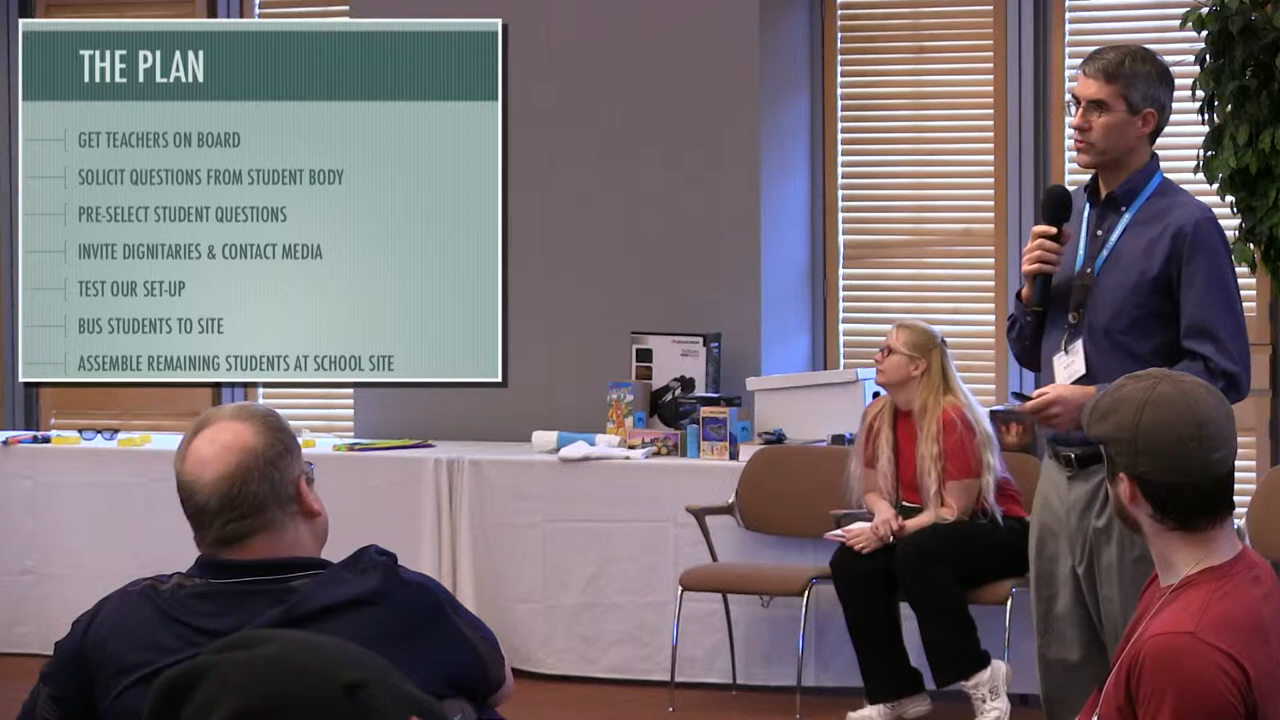 THE PLAN
GET TEACHERS ON BOARD
SOLICIT QUESTIONS FROM STUDENT BODY
PRE-SELECT STUDENT QUESTIONS
INVITE DIGNITARIES & CONTACT MEDIA
TEST OUR SET-UP
BUS STUDENTS TO SITE
ASSEMBLE REMAINING STUDENTS AT SCHOOL SITE